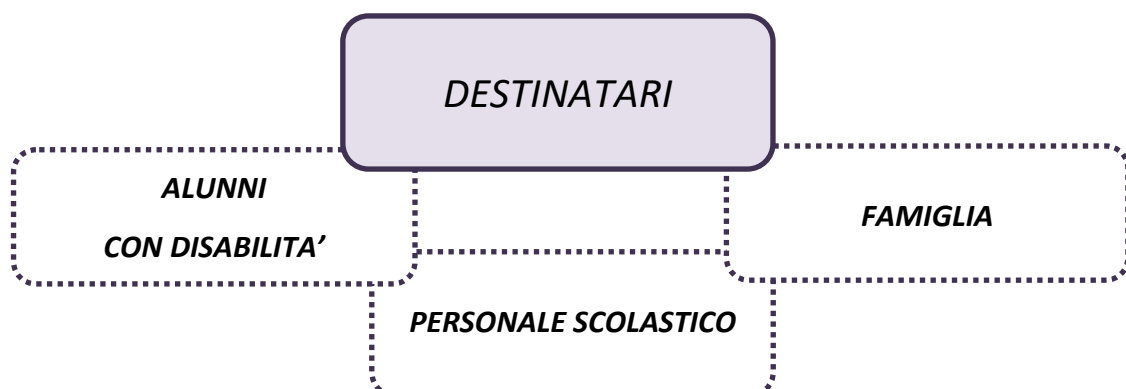 DESTINATARI
ALUNNI
CON DISABILITA’
FAMIGLIA
PERSONALE SCOLASTICO